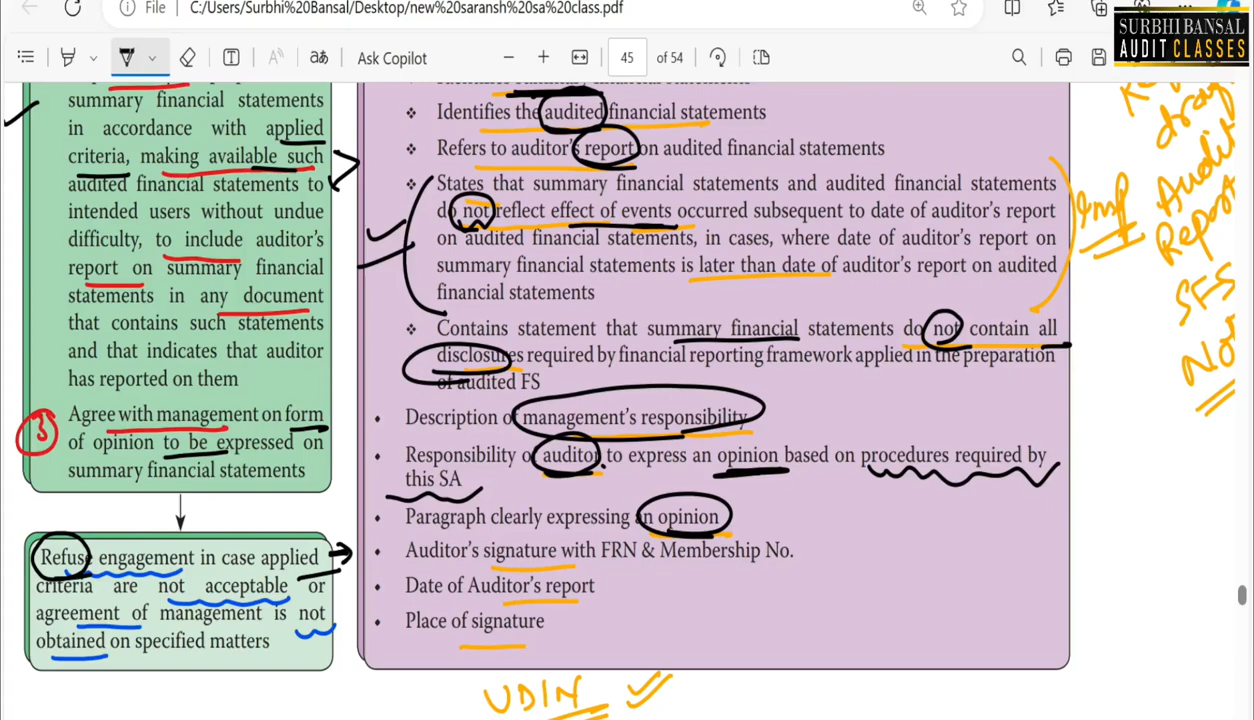 File
C:/Users/Surbhi%20Bansal/Desktop/new%20saransh%20sa%20class.pdf
SURBHI BANSAL
AUDIT CLASSES
Ask Copilot
45 of 54
summary financial statements
in accordance with applied
criteria, making available such
audited financial statements to
intended users without undue
difficulty, to include auditor's
report on summary financial
statements in any document
that contains such statements
and that indicates that auditor
has reported on them
3
Agree with management on form
of opinion to be expressed on
summary financial statements
Refuse engagement in case applied
criteria are not acceptable or
agreement of management is not
obtained on specified matters
❖ Identifies the audited financial statements
❖ Refers to auditor's report on audited financial statements
❖ States that summary financial statements and audited financial statements
do not reflect effect of events occurred subsequent to date of auditor's report
on audited financial statements, in cases, where date of auditor's report on
summary financial statements is later than date of auditor's report on audited
financial statements
❖ Contains statement that summary financial statements do not contain all
disclosures required by financial reporting framework applied in the preparation
of audited FS
• Description of management's responsibility
• Responsibility of auditor to express an opinion based on procedures required by
this SA
• Paragraph clearly expressing an opinion
• Auditor's signature with FRN & Membership No.
• Date of Auditor's report
• Place of signature
UDIN
Imp
Audit
Report
SFS